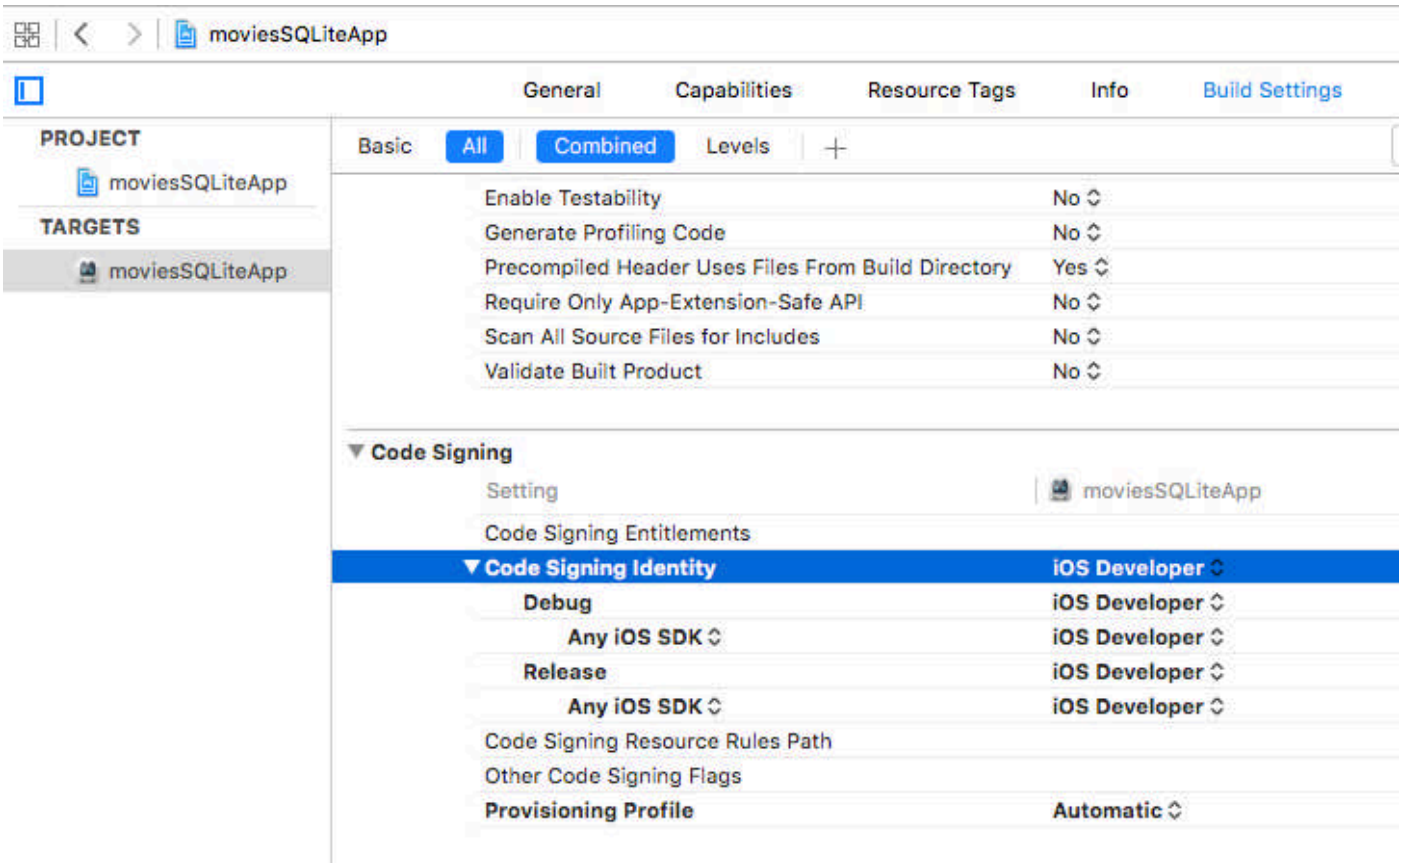 moviesSQLiteApp
General Capabilities Resource Tags Info Build Settings
PROJECT
moviesSQLiteApp
TARGETS
moviesSQLiteApp
Basic All Combined Levels +
Enable Testability No
Generate Profiling Code No
Precompiled Header Uses Files From Build Directory Yes
Require Only App-Extension-Safe API No
Scan All Source Files for Includes No
Validate Built Product No
Code Signing
Setting moviesSQLiteApp
Code Signing Entitlements
Code Signing Identity iOS Developer
Debug iOS Developer
Any iOS SDK iOS Developer
Release iOS Developer
Any iOS SDK iOS Developer
Code Signing Resource Rules Path
Other Code Signing Flags
Provisioning Profile Automatic